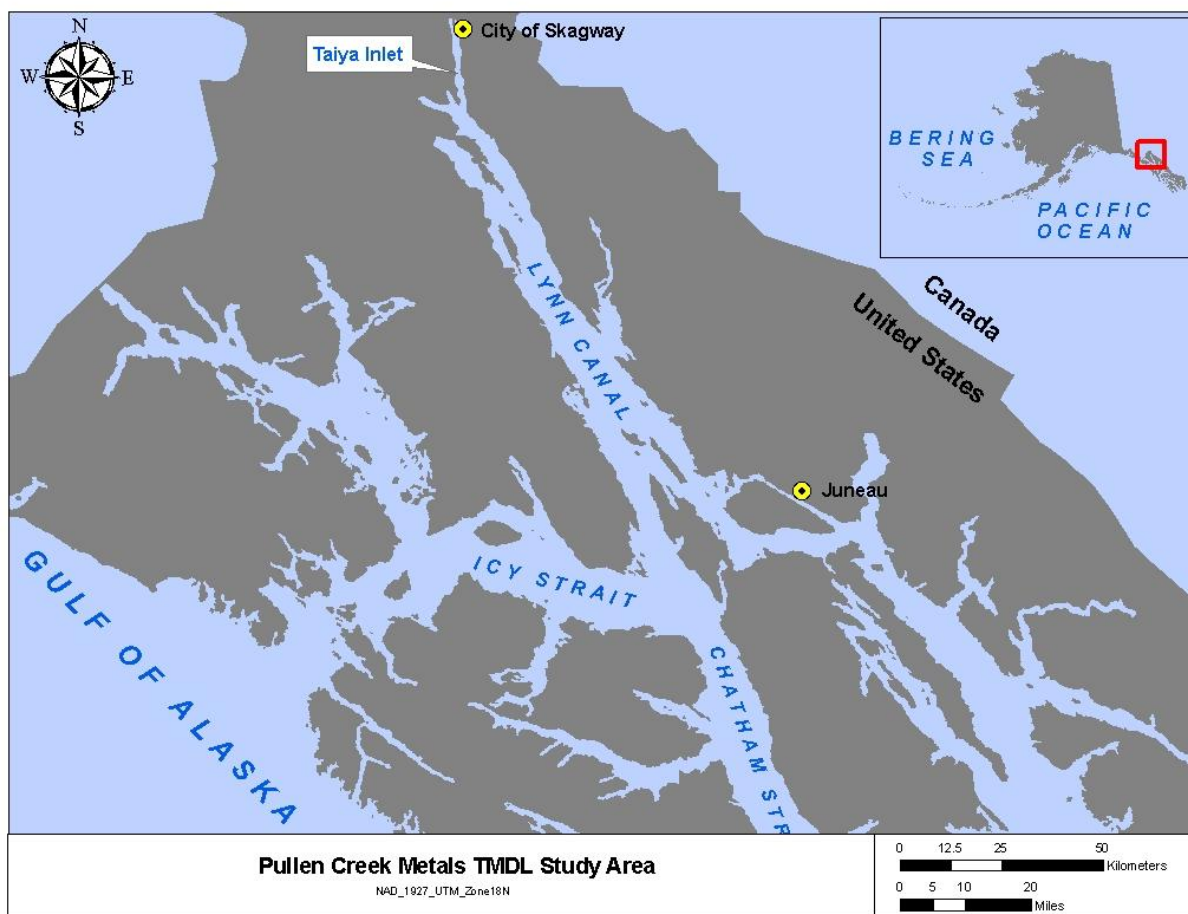 N
W
E
S
City of Skagway
Taiya Inlet
BERING
SEA
PACIFIC
OCEAN
LYNN CANAL
Canada
United States
Juneau
ICY STRAIT
GULF OF ALASKA
CHATHAM STR
Pullen Creek Metals TMDL Study Area
NAD_1927_UTM_Zone18N
0 12.5 25 50
Kilometers
0 5 10 20
Miles